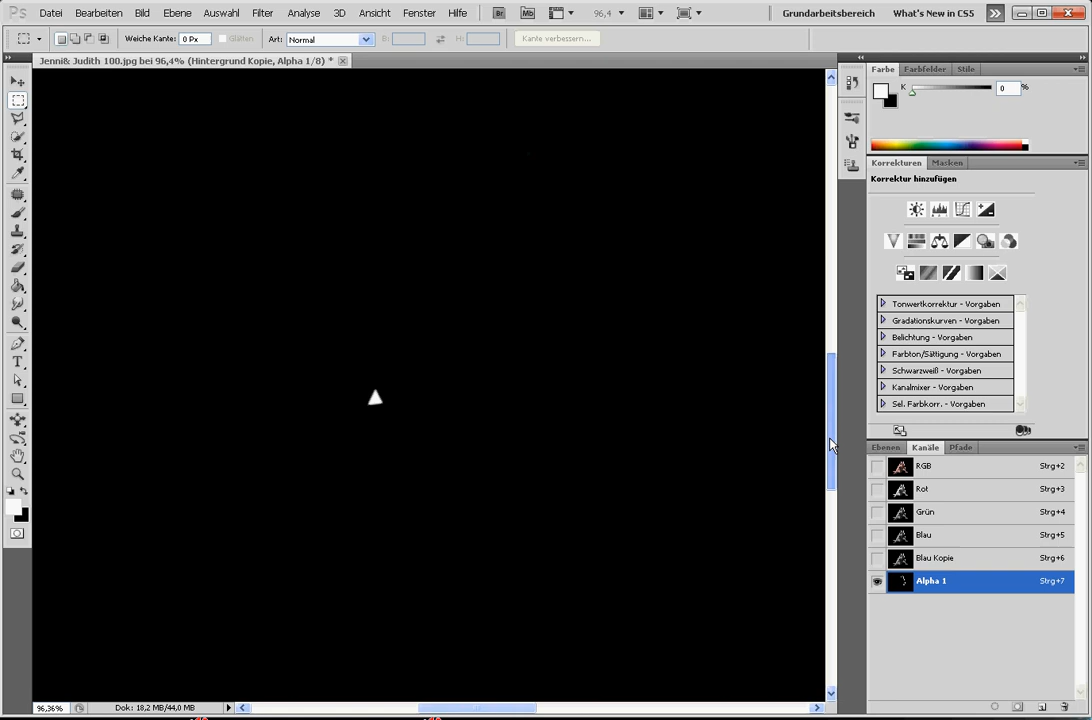 Ps Datei Bearbeiten Bild Ebene Auswahl Filter Analyse 3D Ansicht Fenster Hilfe Br Mb 96,4 Grundarbeitsbereich What's New in CS5
Weiche Kante: 0 Px Glätten Art: Normal B: H: Kante verbessern...
Jenni& Judith 100.jpg bei 96,4% (Hintergrund Kopie, Alpha 1/8) *
Farbe Farbfelder Stile
K 0 %
Korrekturen Masken
Korrektur hinzufügen
Tonwertkorrektur - Vorgaben
Gradationskurven - Vorgaben
Belichtung - Vorgaben
Farbton/Sättigung - Vorgaben
Schwarzweiß - Vorgaben
Kanalmixer - Vorgaben
Sel. Farbkorr. - Vorgaben
Ebenen Kanäle Pfade
RGB Strg+2
Rot Strg+3
Grün Strg+4
Blau Strg+5
Blau Kopie Strg+6
Alpha 1 Strg+7
96,36% Dok: 18,2 MB/44,0 MB